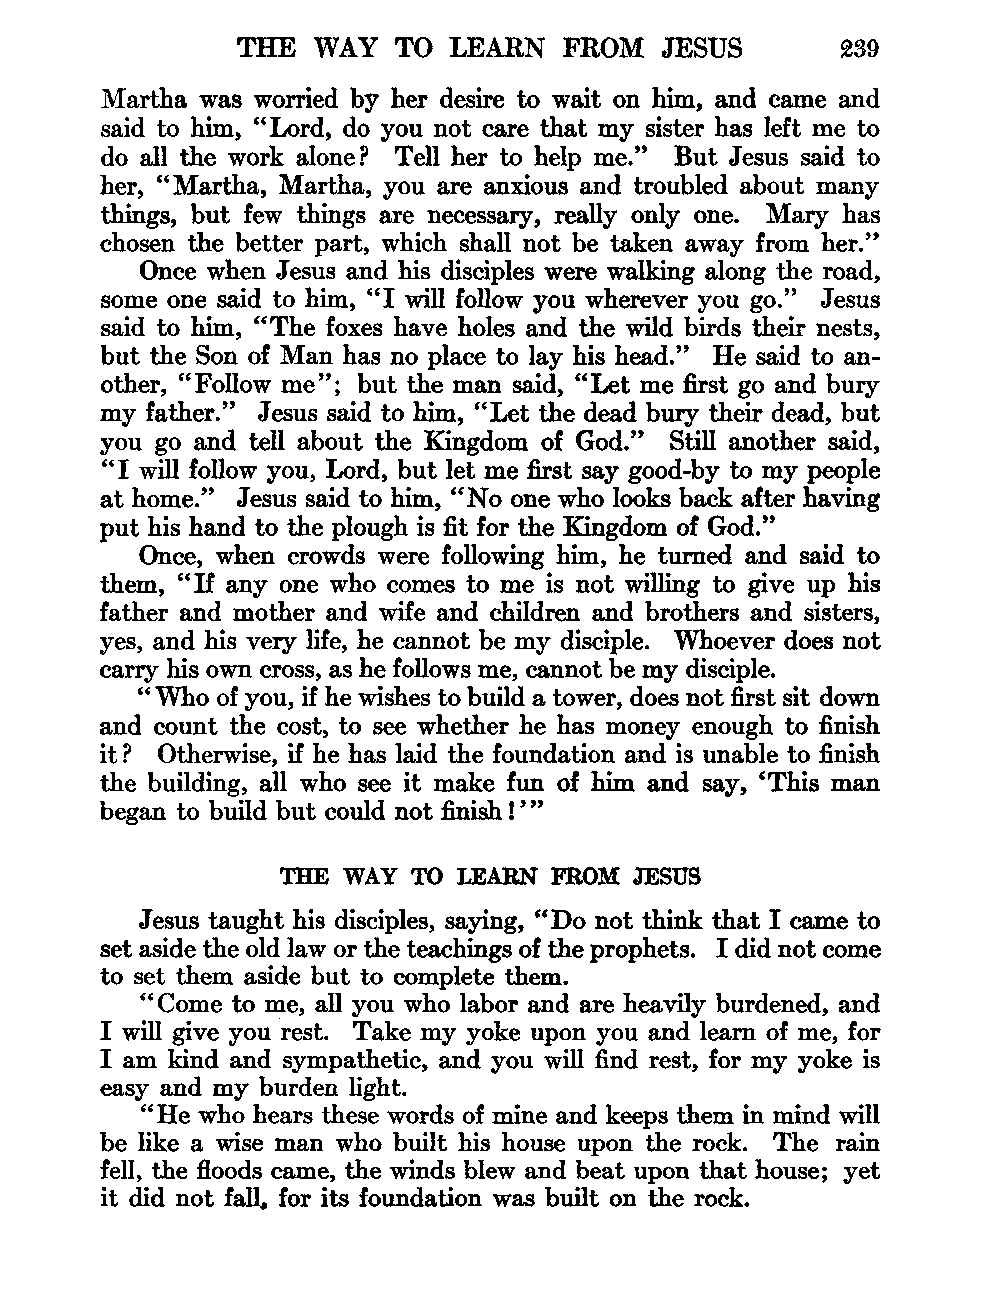 THE WAY TO LEARN FROM JESUS 239
Martha was worried by her desire to wait on him, and came and
said to him, “Lord, do you not care that my sister has left me to
do all the work alone? Tell her to help me.” But Jesus said to
her, “Martha, Martha, you are anxious and troubled about many
things, but few things are necessary, really only one. Mary has
chosen the better part, which shall not be taken away from her.”
Once when Jesus and his disciples were walking along the road,
some one said to him, “I will follow you wherever you go.” Jesus
said to him, “The foxes have holes and the wild birds their nests,
but the Son of Man has no place to lay his head.” He said to an-
other, “Follow me”; but the man said, “Let me first go and bury
my father.” Jesus said to him, “Let the dead bury their dead, but
you go and tell about the Kingdom of God.” Still another said,
“I will follow you, Lord, but let me first say good-by to my people
at home.” Jesus said to him, “No one who looks back after having
put his hand to the plough is fit for the Kingdom of God.”
Once, when crowds were following him, he turned and said to
them, “If any one who comes to me is not willing to give up his
father and mother and wife and children and brothers and sisters,
yes, and his very life, he cannot be my disciple. Whoever does not
carry his own cross, as he follows me, cannot be my disciple.
“Who of you, if he wishes to build a tower, does not first sit down
and count the cost, to see whether he has money enough to finish
it? Otherwise, if he has laid the foundation and is unable to finish
the building, all who see it make fun of him and say, ‘This man
began to build but could not finish!’”
THE WAY TO LEARN FROM JESUS
Jesus taught his disciples, saying, “Do not think that I came to
set aside the old law or the teachings of the prophets. I did not come
to set them aside but to complete them.
“Come to me, all you who labor and are heavily burdened, and
I will give you rest. Take my yoke upon you and learn of me, for
I am kind and sympathetic, and you will find rest, for my yoke is
easy and my burden light.
“He who hears these words of mine and keeps them in mind will
be like a wise man who built his house upon the rock. The rain
fell, the floods came, the winds blew and beat upon that house; yet
it did not fall, for its foundation was built on the rock.